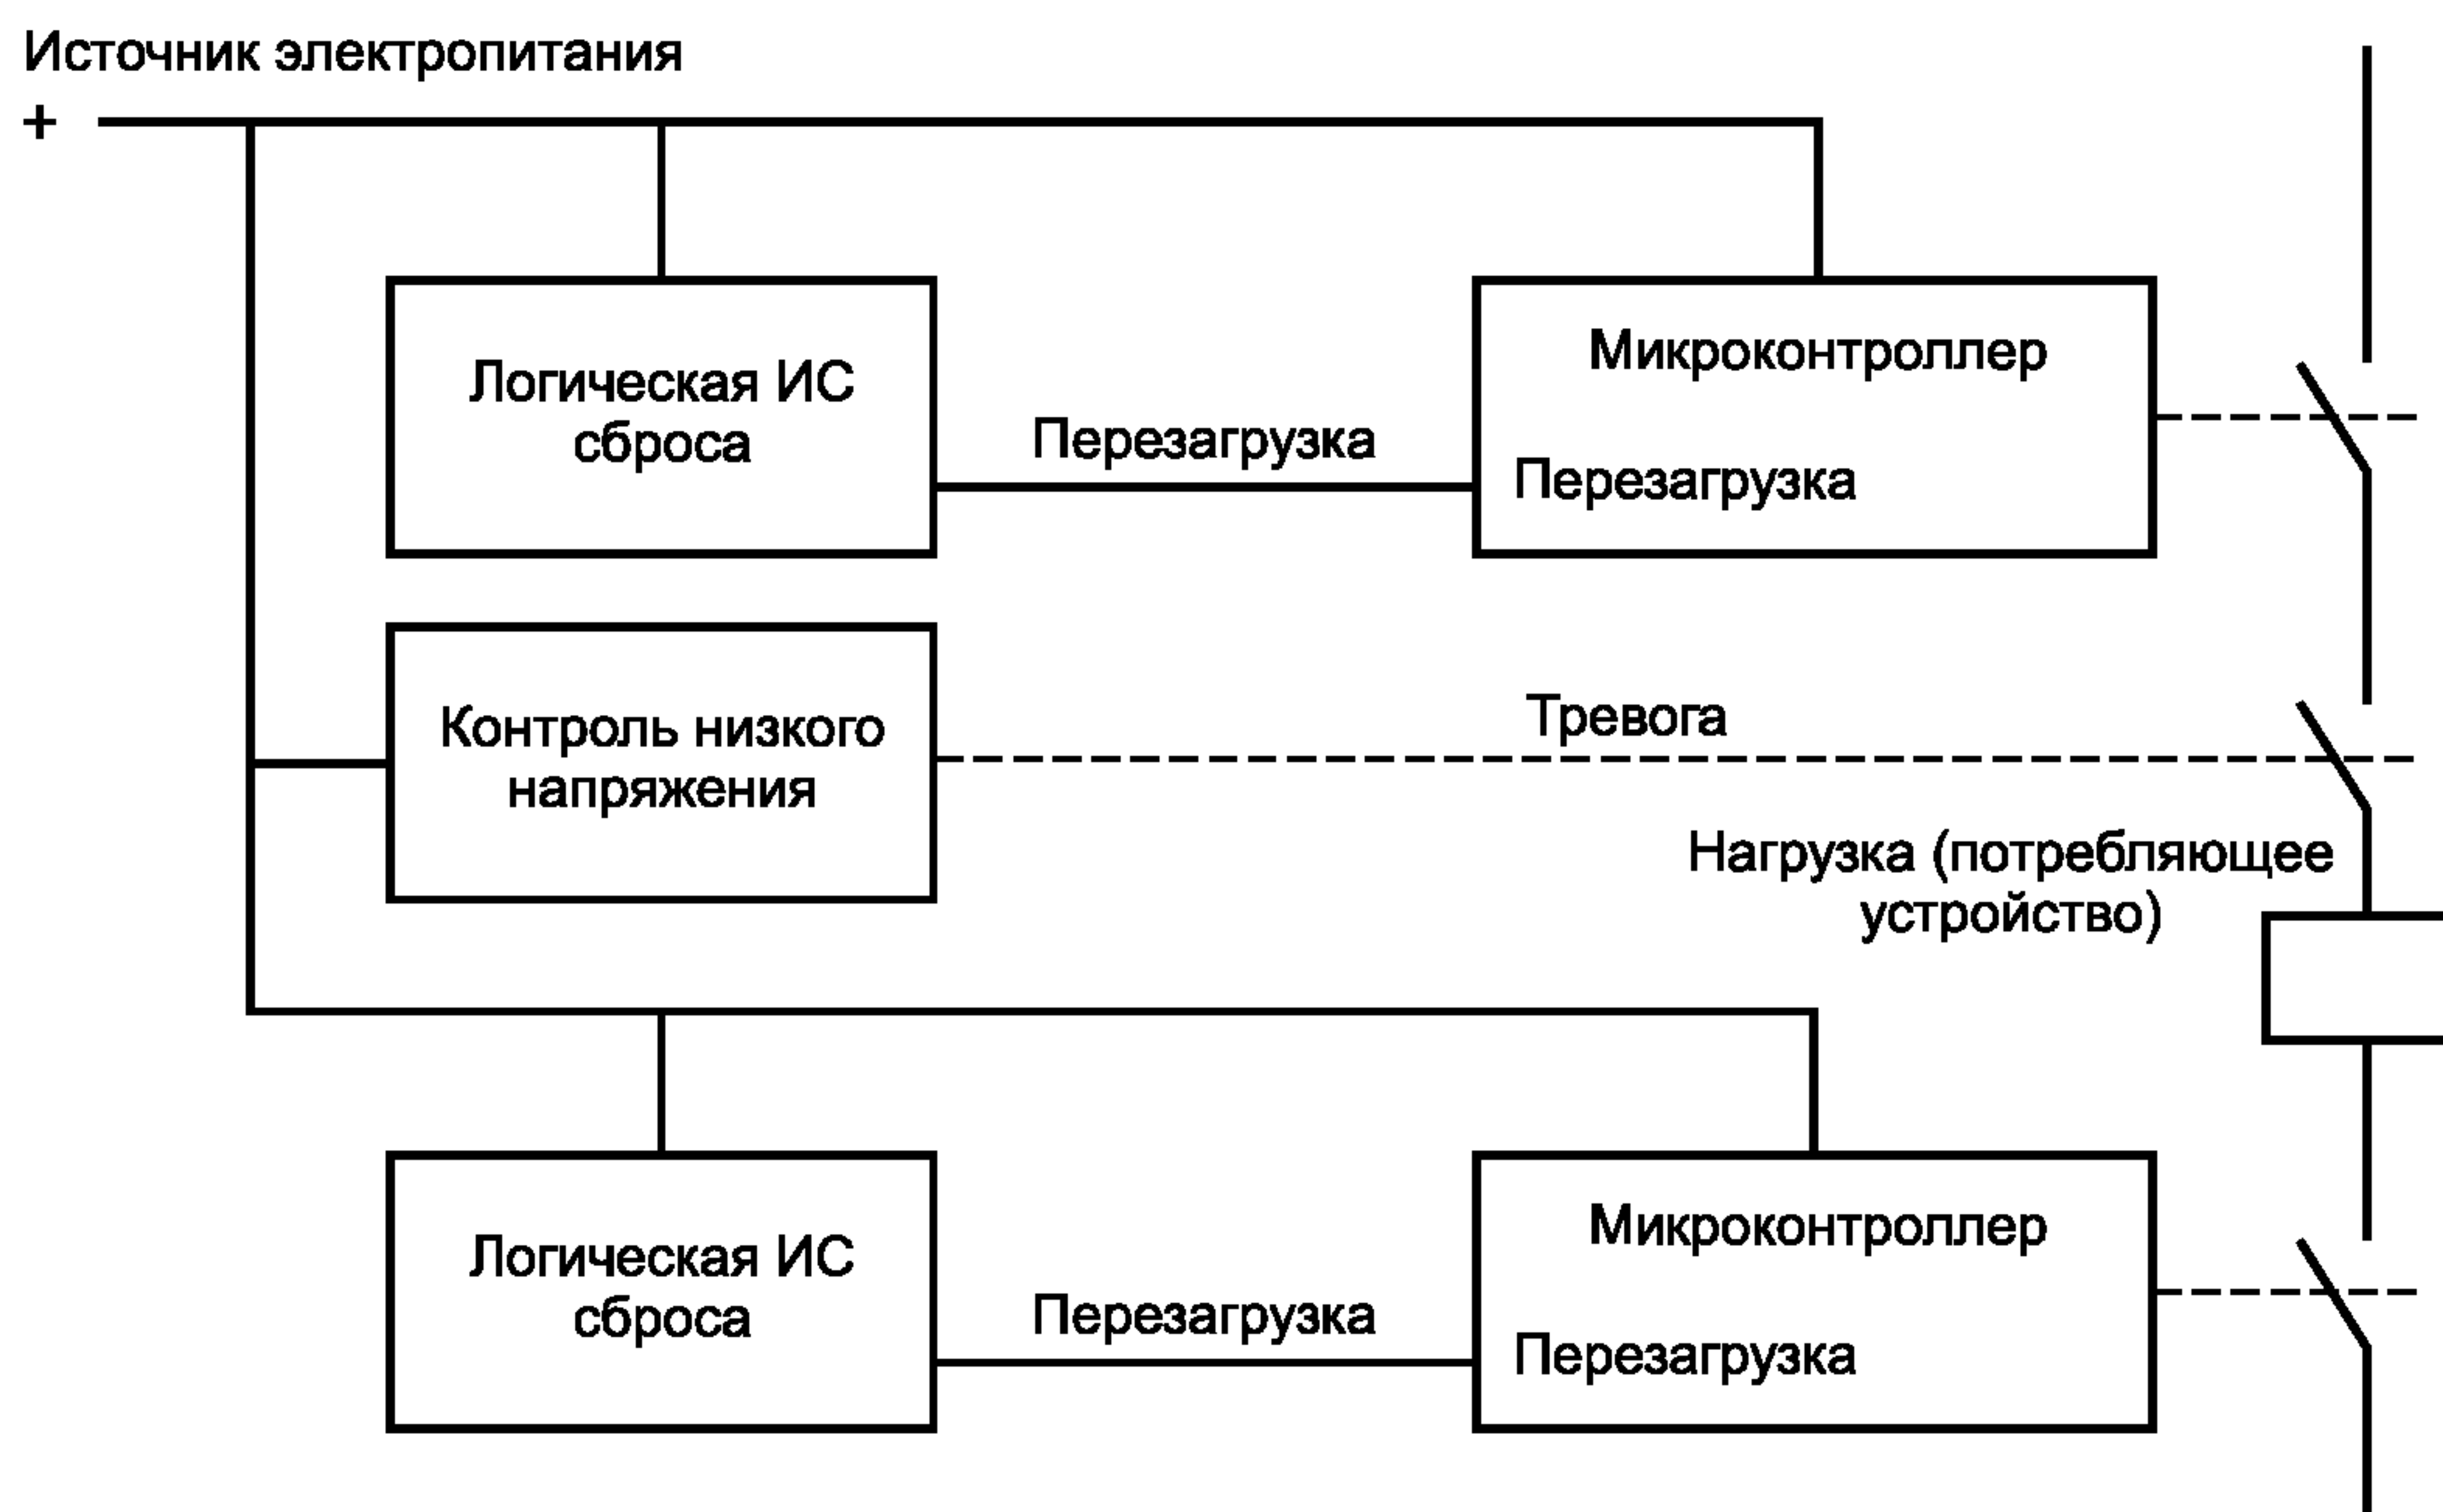 Источник электропитания
+
Логическая ИС
сброса
Перезагрузка
Микроконтроллер
Перезагрузка
Контроль низкого
напряжения
Тревога
Нагрузка (потребляющее
устройство)
Логическая ИС
сброса
Перезагрузка
Микроконтроллер
Перезагрузка